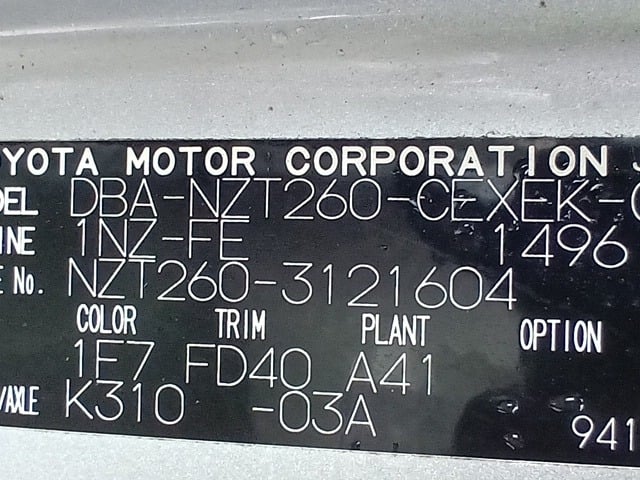 OYOTA MOTOR CORPORATION J
DEL DBA-NZT260-CEXEK-
INE 1NZ-FE 1496
E No. NZT260-3121604
COLOR TRIM PLANT OPTION
1F7 FD40 A41
/AXLE K310 -03A 941